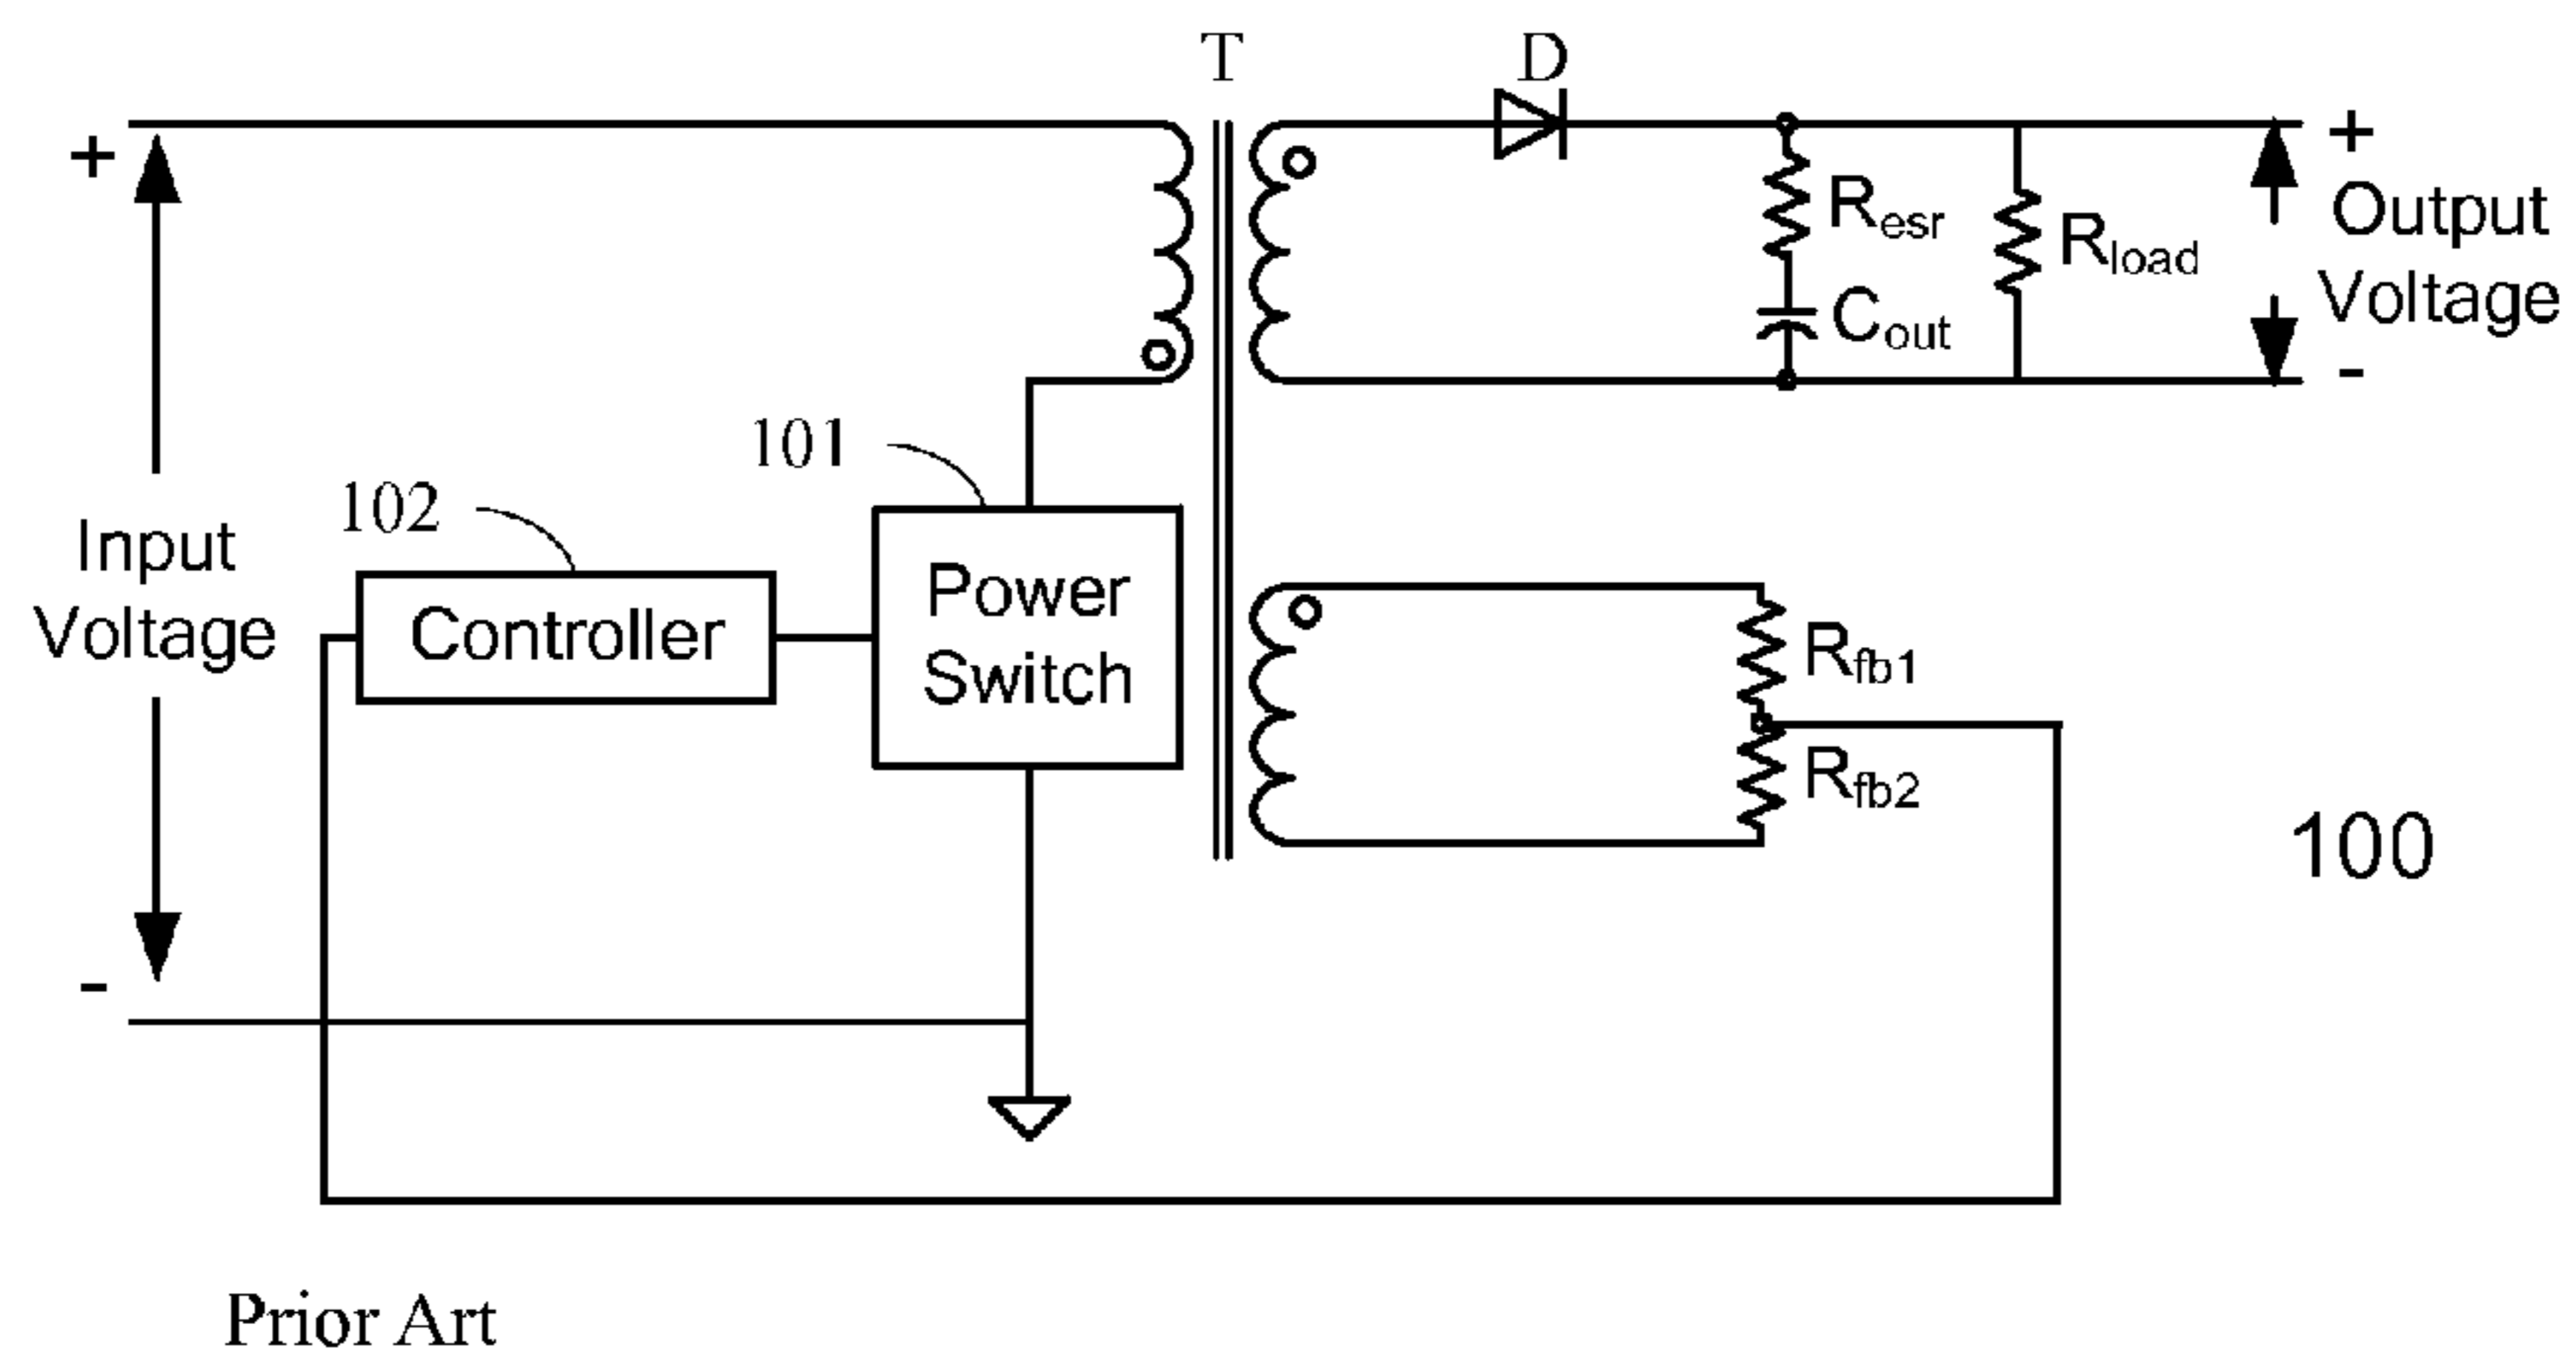 T
D
+
+
Output
Voltage
-
Resr
Rload
Cout
101
102
Input
Voltage
Controller
Power
Switch
Rfb1
Rfb2
100
-
Prior Art